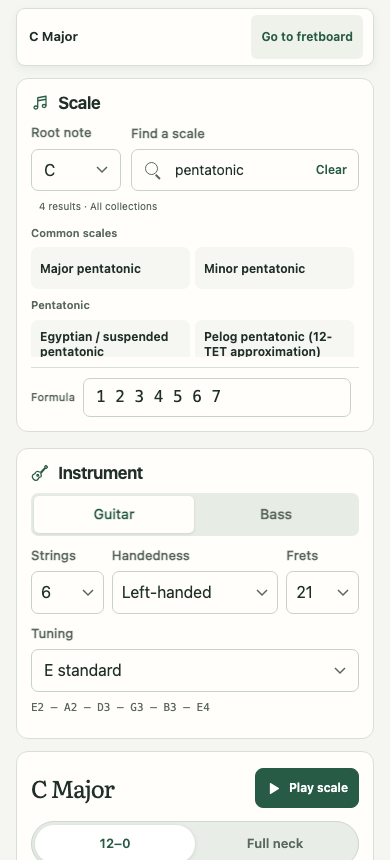 C Major
Go to fretboard
Scale
Root note
Find a scale
C
pentatonic
Clear
4 results · All collections
Common scales
Major pentatonic
Minor pentatonic
Pentatonic
Egyptian / suspended
pentatonic
Pelog pentatonic (12-
TET approximation)
Formula
1 2 3 4 5 6 7
Instrument
Guitar
Bass
Strings
Handedness
Frets
6
Left-handed
21
Tuning
E standard
E2 – A2 – D3 – G3 – B3 – E4
C Major
Play scale
12–0
Full neck